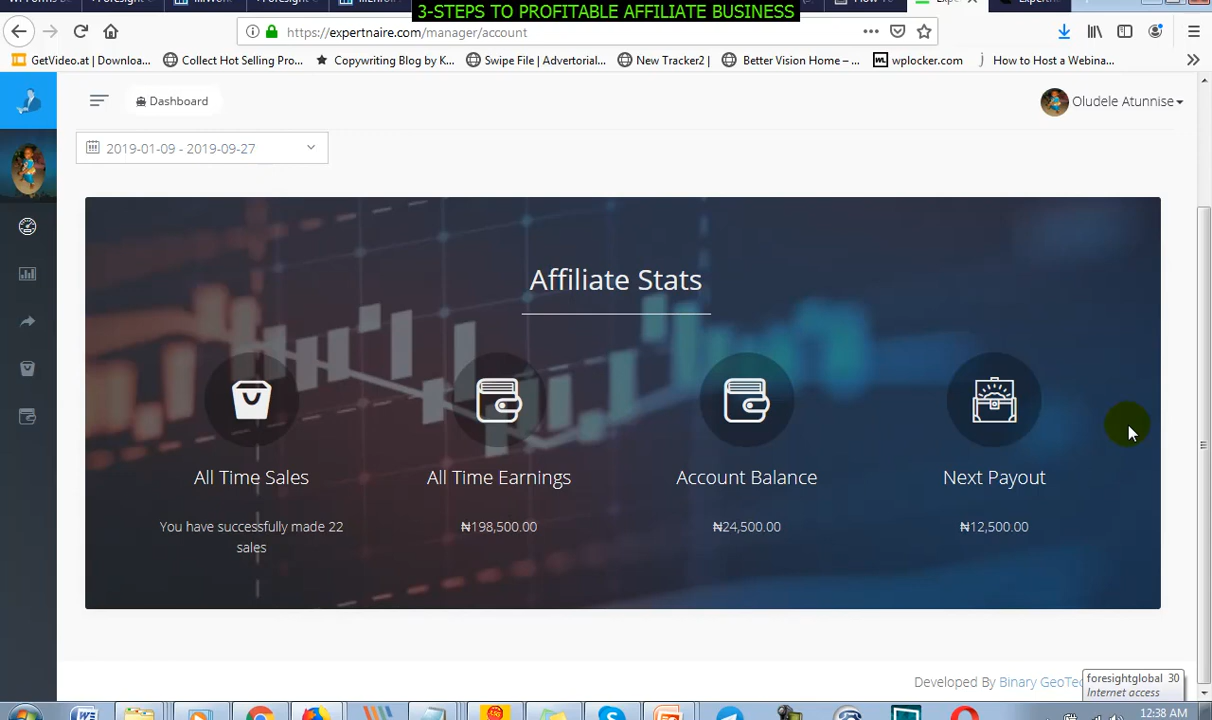 3-STEPS TO PROFITABLE AFFILIATE BUSINESS
https://expertnaire.com/manager/account
GetVideo.at | Downloa...
Collect Hot Selling Pro...
Copywriting Blog by K...
Swipe File | Advertorial...
New Tracker2 |
Better Vision Home – ...
wplocker.com
How to Host a Webina...
Dashboard
Oludele Atunnise
2019-01-09 - 2019-09-27
Affiliate Stats
All Time Sales
All Time Earnings
Account Balance
Next Payout
You have successfully made 22
sales
₦198,500.00
₦24,500.00
₦12,500.00
Developed By Binary GeoTec
foresightglobal 30
Internet access
12:38 AM